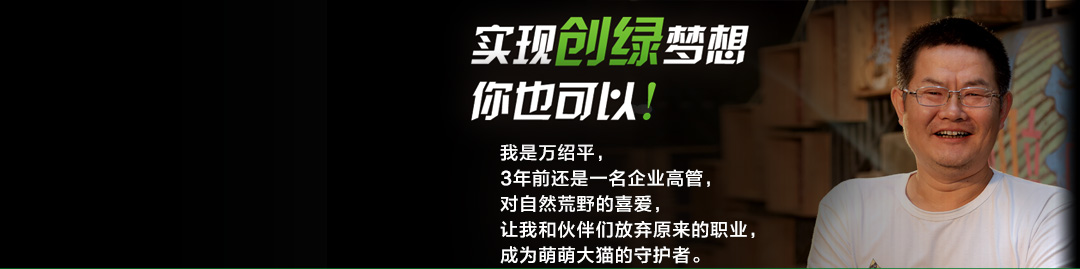 实现创绿梦想
你也可以!
我是万绍平，
3年前还是一名企业高管，
对自然荒野的喜爱，
让我和伙伴们放弃原来的职业，
成为萌萌大猫的守护者。